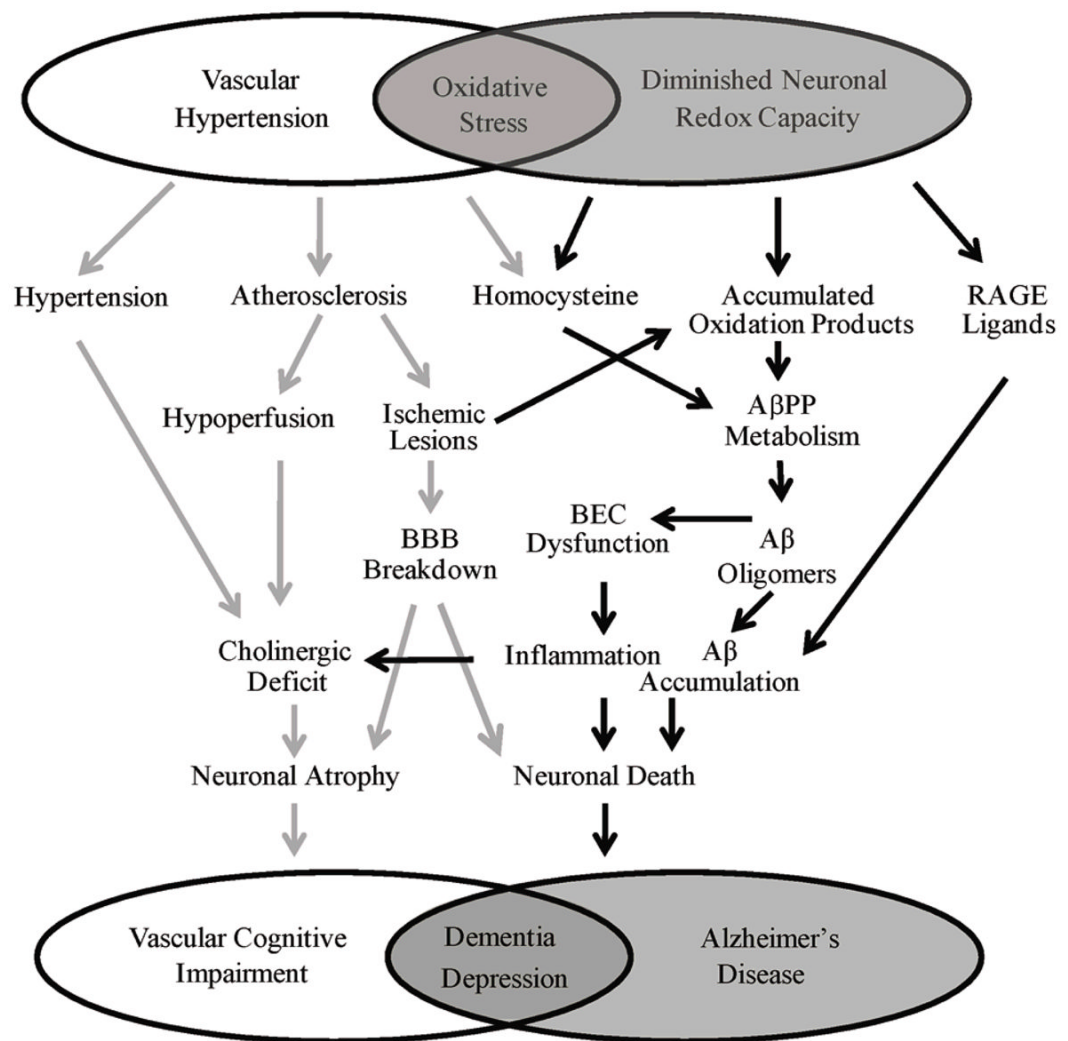 Vascular
Hypertension
Oxidative
Stress
Diminished Neuronal
Redox Capacity
Hypertension
Atherosclerosis
Homocysteine
Accumulated
Oxidation Products
RAGE
Ligands
Hypoperfusion
Ischemic
Lesions
AβPP
Metabolism
BBB
Breakdown
BEC
Dysfunction
Aβ
Oligomers
Cholinergic
Deficit
Inflammation
Aβ
Accumulation
Neuronal Atrophy
Neuronal Death
Vascular Cognitive
Impairment
Dementia
Depression
Alzheimer's
Disease